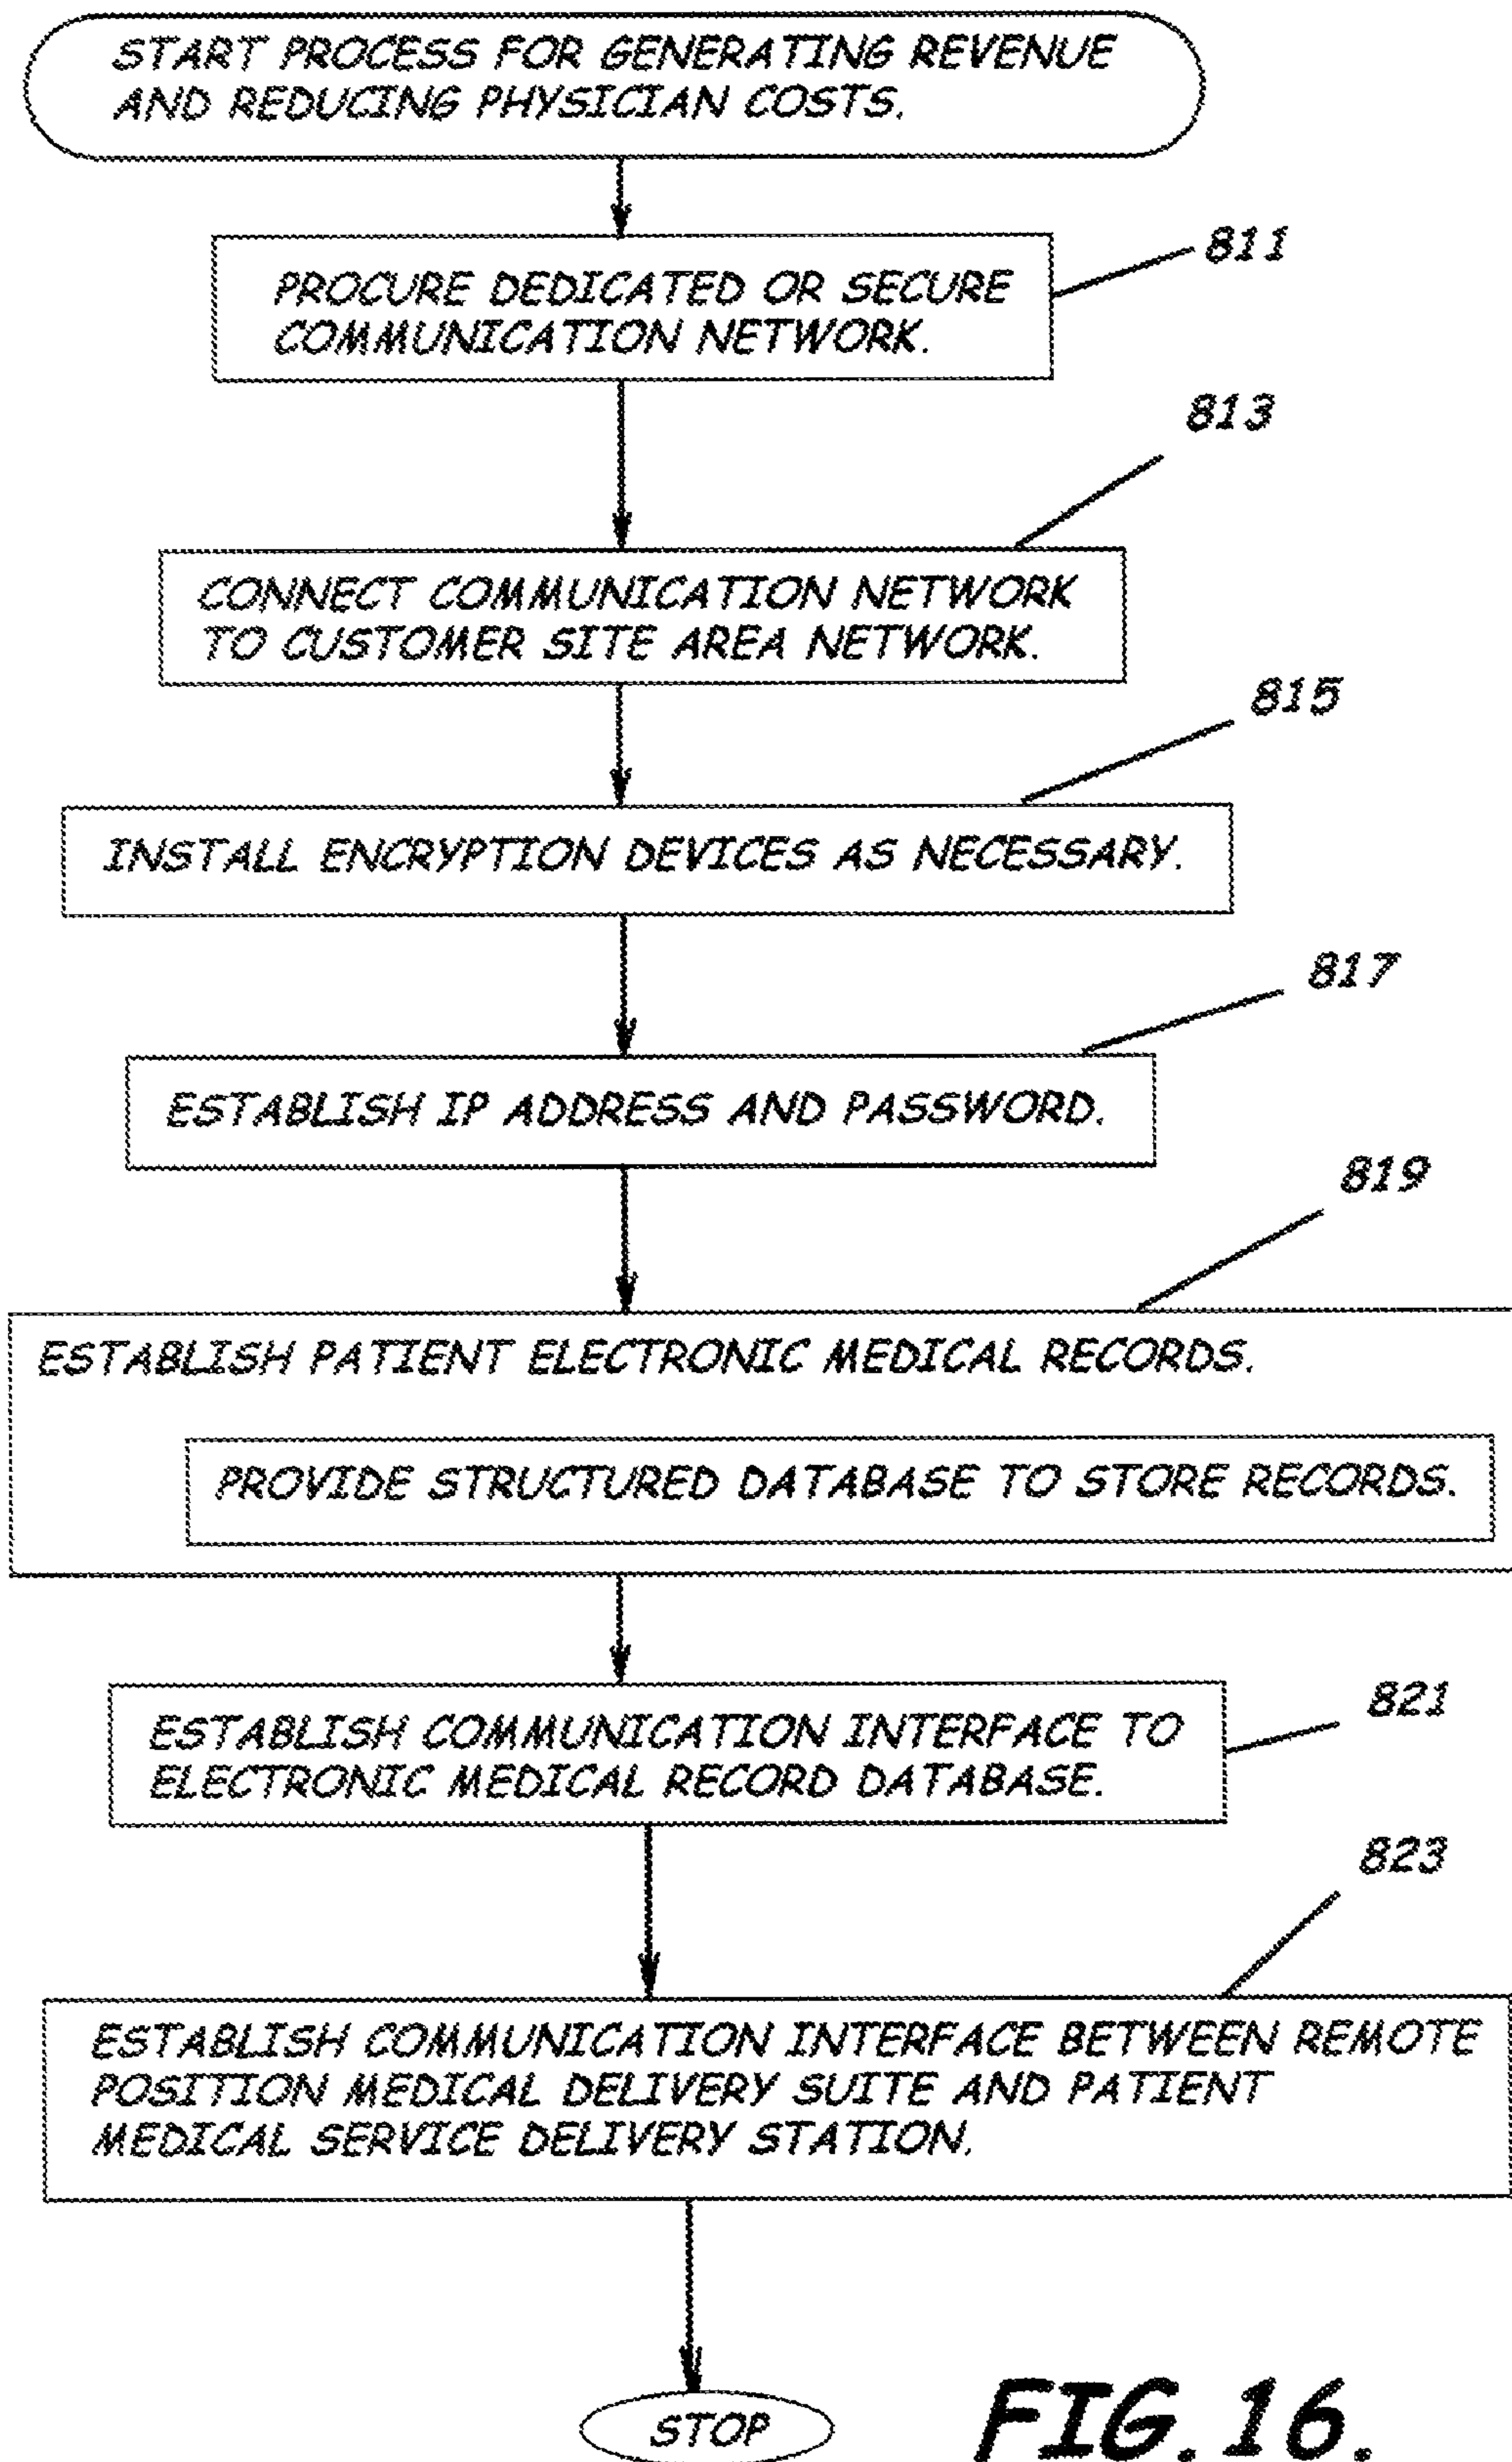 START PROCESS FOR GENERATING REVENUE
AND REDUCING PHYSICIAN COSTS.
811
PROCURE DEDICATED OR SECURE
COMMUNICATION NETWORK.
813
CONNECT COMMUNICATION NETWORK
TO CUSTOMER SITE AREA NETWORK.
815
INSTALL ENCRYPTION DEVICES AS NECESSARY.
817
ESTABLISH IP ADDRESS AND PASSWORD.
819
ESTABLISH PATIENT ELECTRONIC MEDICAL RECORDS.
PROVIDE STRUCTURED DATABASE TO STORE RECORDS.
821
ESTABLISH COMMUNICATION INTERFACE TO
ELECTRONIC MEDICAL RECORD DATABASE.
823
ESTABLISH COMMUNICATION INTERFACE BETWEEN REMOTE
POSITION MEDICAL DELIVERY SUITE AND PATIENT
MEDICAL SERVICE DELIVERY STATION.
STOP
FIG. 16.